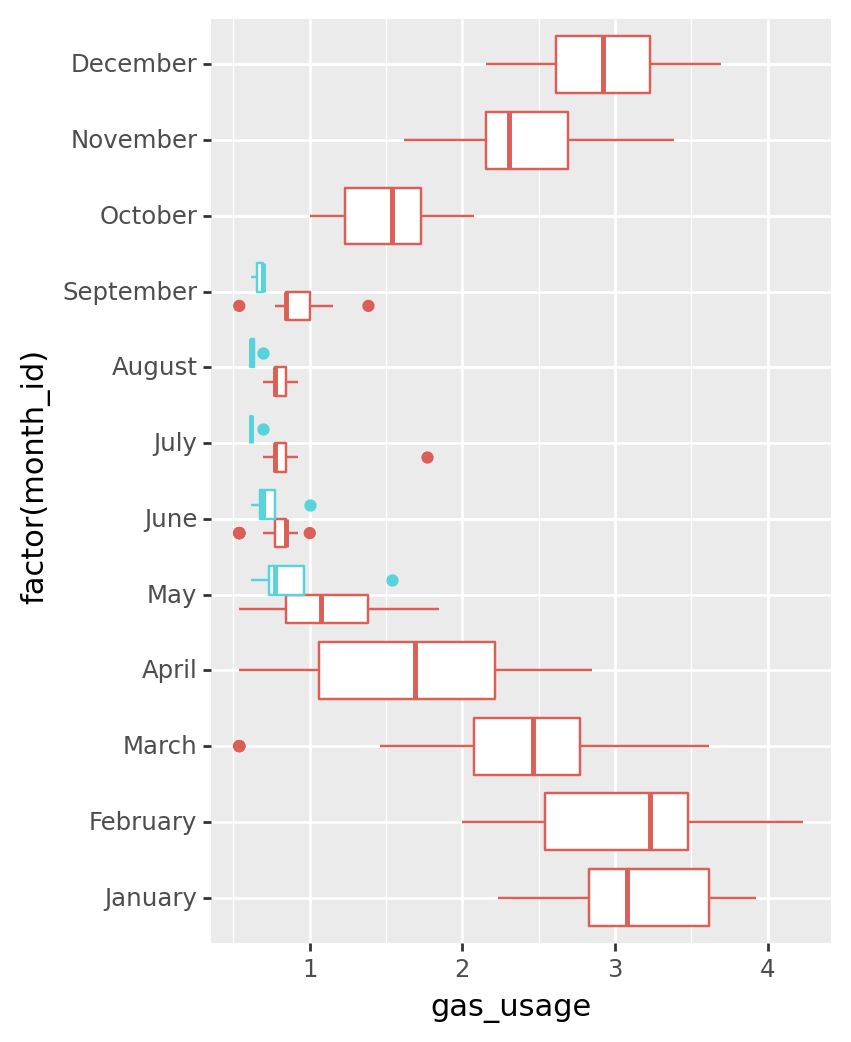 December
November
October
September
August
July
June
May
April
March
February
January
factor(month_id)
1 2 3 4
gas_usage